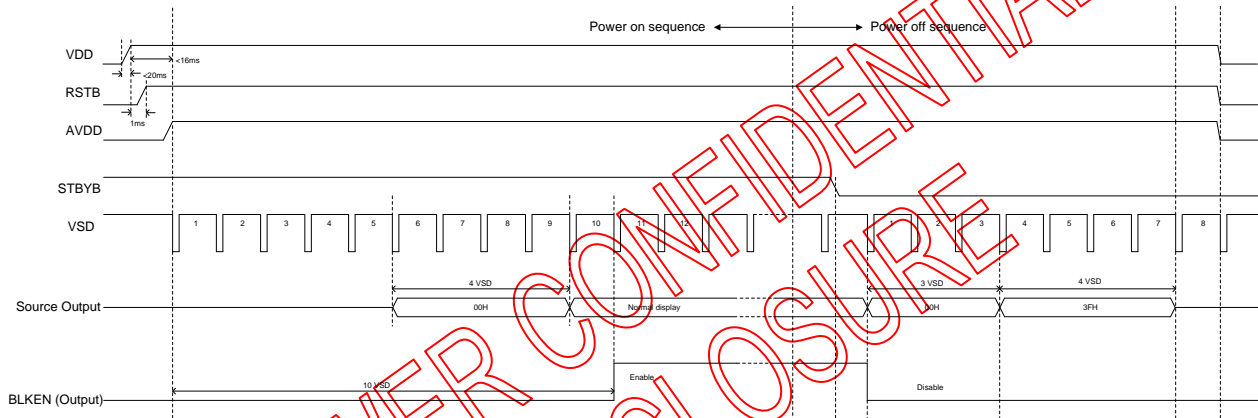 Power on sequence Power off sequence
VDD
<16ms
<20ms
RSTB
1ms
AVDD
STBYB
VSD 1 2 3 4 5 6 7 8 9 10 11 12 1 2 3 4 5 6 7 8
4 VSD 3 VSD 4 VSD
Source Output 00H Normal display 00H 3FH
10 VSD Enable Disable
BLKEN (Output)
VER CONFIDENTIAL
LOSURE